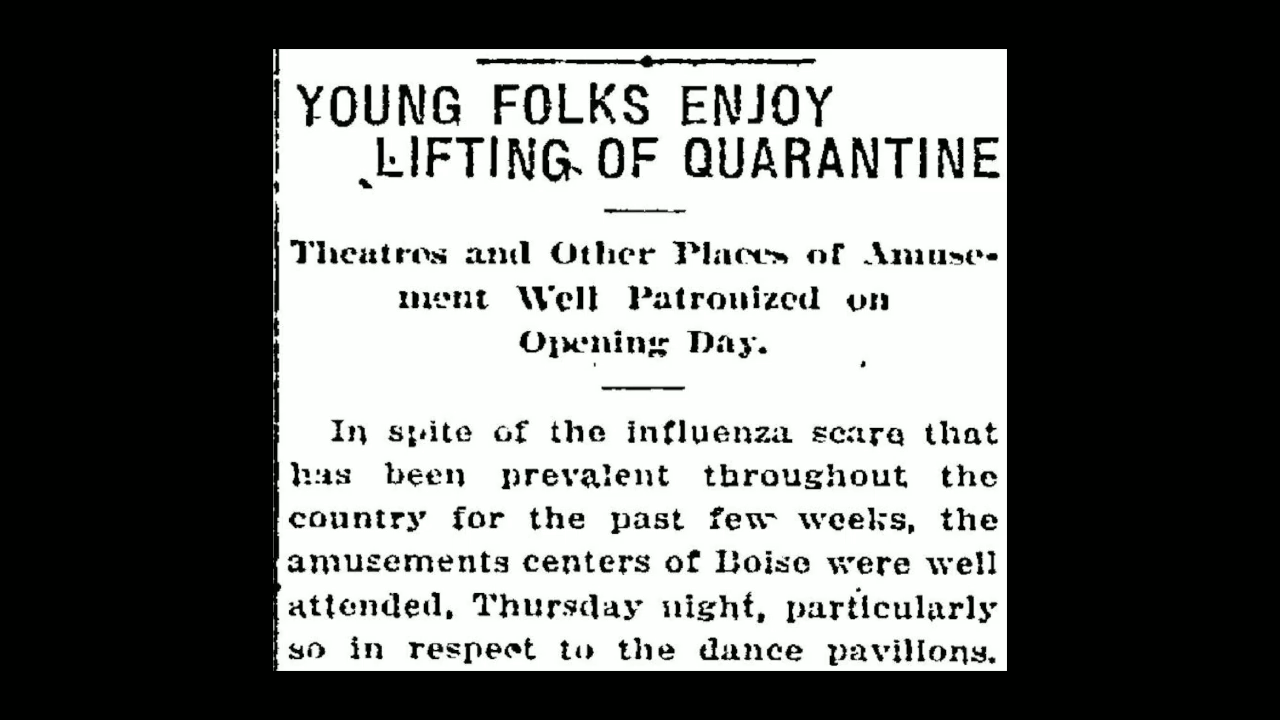 YOUNG FOLKS ENJOY
LIFTING OF QUARANTINE
Theatres and Other Places of Amuse-
ment Well Patronized on
Opening Day.
In spite of the influenza scare that
has been prevalent throughout the
country for the past few weeks, the
amusements centers of Boise were well
attended, Thursday night, particularly
so in respect to the dance pavilions.